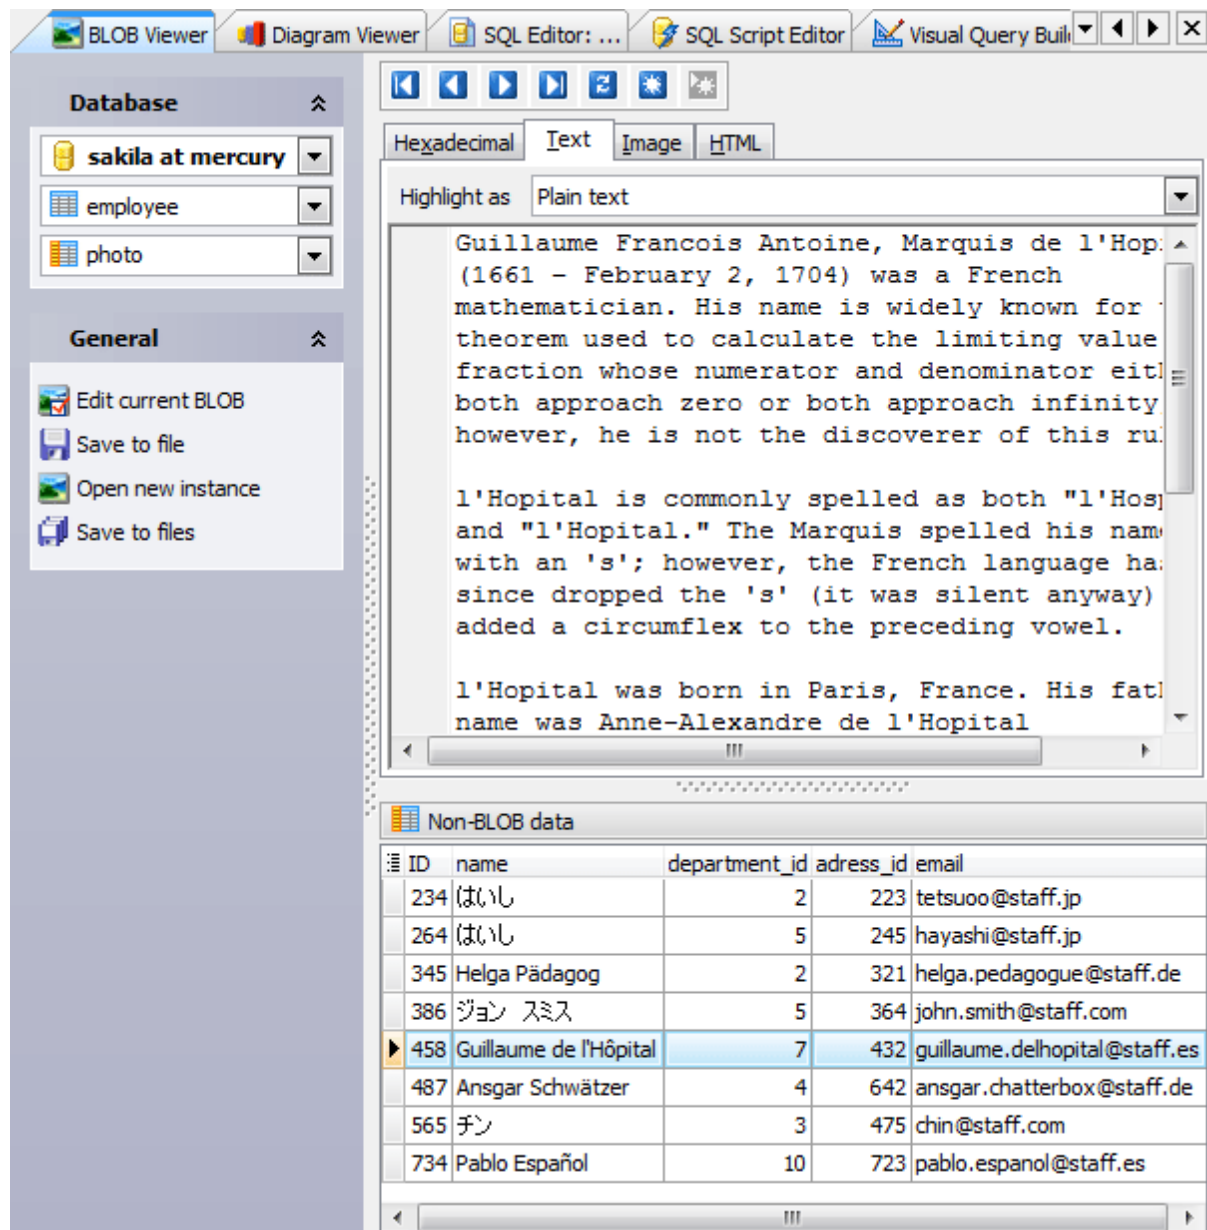 BLOB Viewer
Diagram Viewer
SQL Editor: ...
SQL Script Editor
Visual Query Buil
Database
sakila at mercury
employee
photo
General
Edit current BLOB
Save to file
Open new instance
Save to files
Hexadecimal Text Image HTML
Highlight as Plain text
Guillaume Francois Antoine, Marquis de l'Hop
(1661 - February 2, 1704) was a French
mathematician. His name is widely known for
theorem used to calculate the limiting value
fraction whose numerator and denominator eit
both approach zero or both approach infinity
however, he is not the discoverer of this ru
l'Hopital is commonly spelled as both "l'Hos
and "l'Hopital." The Marquis spelled his nam
with an 's'; however, the French language ha
since dropped the 's' (it was silent anyway)
added a circumflex to the preceding vowel.
l'Hopital was born in Paris, France. His fat
name was Anne-Alexandre de l'Hopital
Non-BLOB data
ID name department_id adress_id email
234 はいし 2 223 tetsuoo@staff.jp
264 はいし 5 245 hayashi@staff.jp
345 Helga Pädagog 2 321 helga.pedagogue@staff.de
386 ジョン スミス 5 364 john.smith@staff.com
458 Guillaume de l'Hôpital 7 432 guillaume.delhopital@staff.es
487 Ansgar Schwätzer 4 642 ansgar.chatterbox@staff.de
565 チン 3 475 chin@staff.com
734 Pablo Español 10 723 pablo.espanol@staff.es